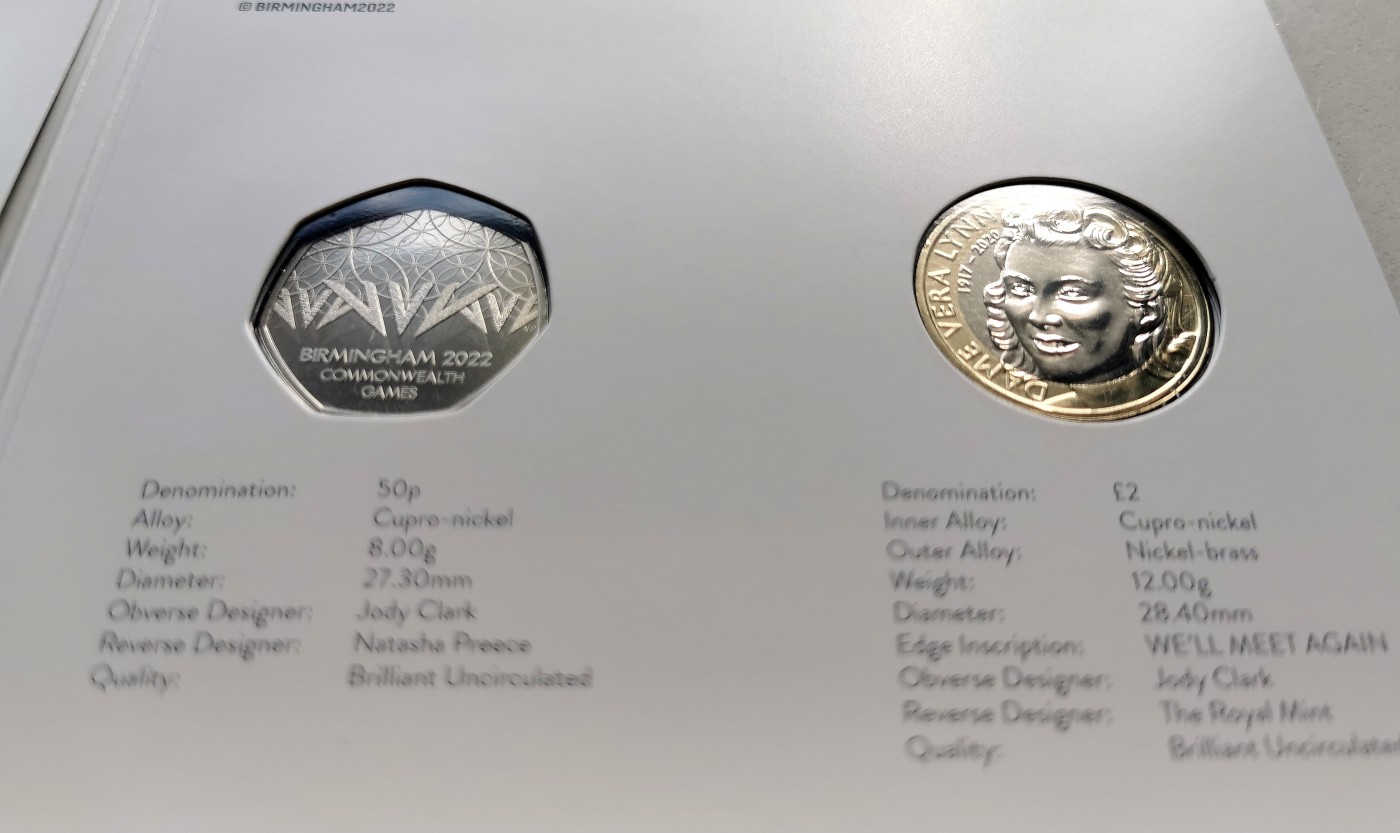 © BIRMINGHAM2022
BIRMINGHAM 2022
COMMONWEALTH
GAMES
Denomination: 50p
Alloy: Cupro-nickel
Weight: 8.00g
Diameter: 27.30mm
Obverse Designer: Jody Clark
Reverse Designer: Natasha Preece
Quality: Brilliant Uncirculated
DAME VERA LYNN
1917-2020
Denomination: £2
Inner Alloy: Cupro-nickel
Outer Alloy: Nickel-brass
Weight: 12.00g
Diameter: 28.40mm
Edge Inscription: WE'LL MEET AGAIN
Obverse Designer: Jody Clark
Reverse Designer: The Royal Mint
Quality: Brilliant Uncirculated